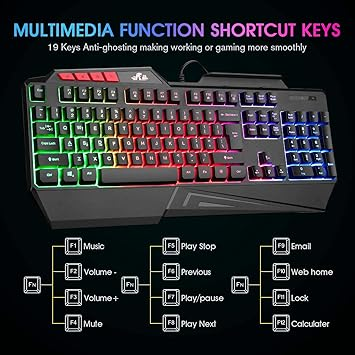 MULTIMEDIA FUNCTION SHORTCUT KEYS
19 Keys Anti-ghosting making working or gaming more smoothly
FN
F1 Music
F2 Volume -
F3 Volume+
F4 Mute
FN
F5 Play Stop
F6 Previous
F7 Play/pause
F8 Play Next
FN
F9 Email
F10 Web home
F11 Lock
F12 Calculater